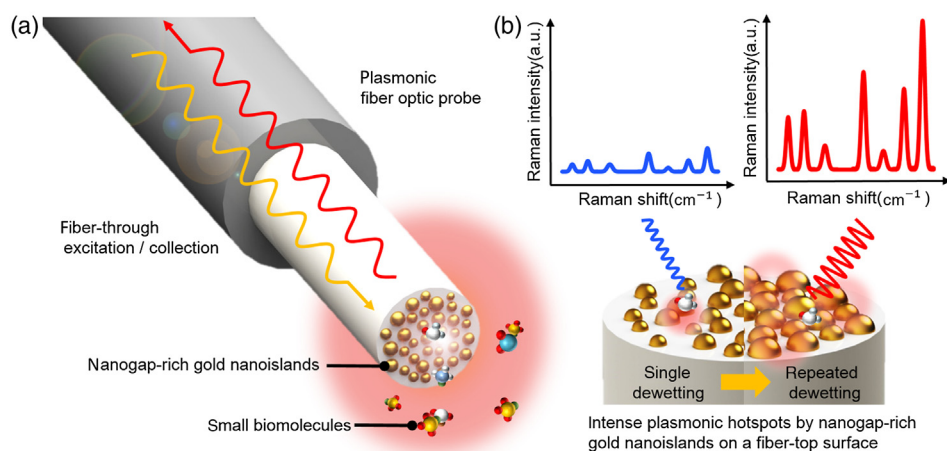 (a)
Plasmonic
fiber optic probe
Fiber-through
excitation / collection
Nanogap-rich gold nanoislands
Small biomolecules
(b)
Raman intensity(a.u.)
Raman shift(cm⁻¹)
Raman intensity(a.u.)
Raman shift(cm⁻¹)
Single
dewetting
Repeated
dewetting
Intense plasmonic hotspots by nanogap-rich
gold nanoislands on a fiber-top surface